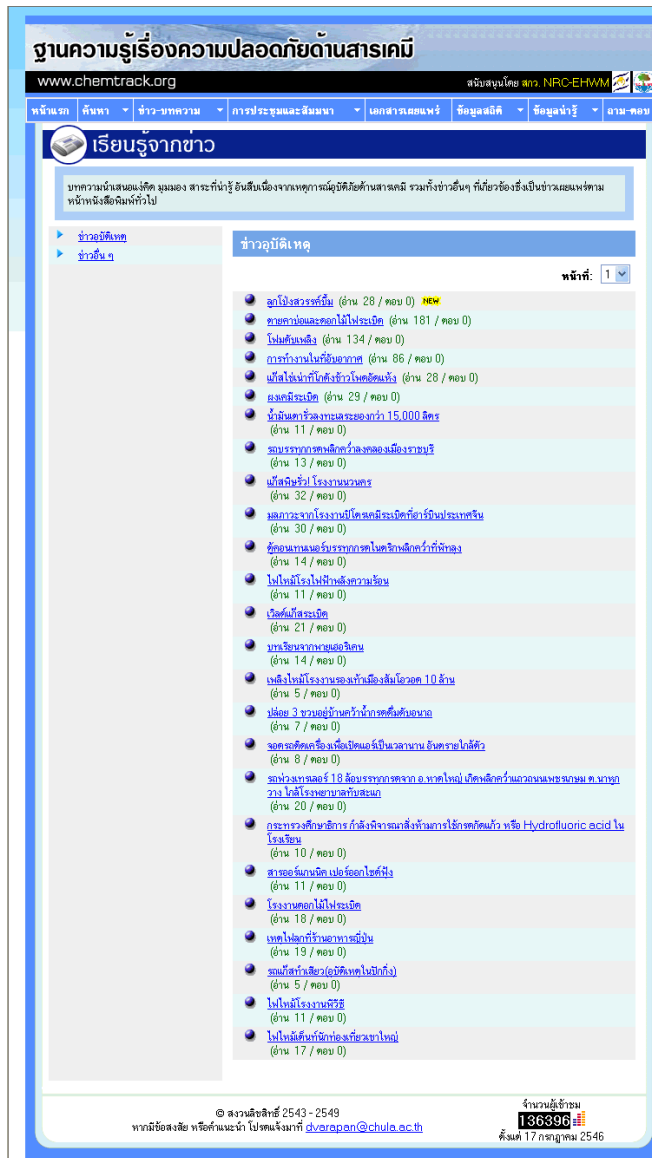 ฐานความรู้เรื่องความปลอดภัยด้านสารเคมี
www.chemtrack.org
สนับสนุนโดย สกว. NRC-EHWM
หน้าแรก ค้นหา ข่าว-บทความ การประชุมและสัมมนา เอกสารเผยแพร่ ข้อมูลสถิติ ข้อมูลน่ารู้ ถาม-ตอบ
เรียนรู้จากข่าว
บทความนำเสนอแง่คิด มุมมอง สาระที่น่ารู้ อันสืบเนื่องจากเหตุการณ์อุบัติภัยด้านสารเคมี รวมทั้งข่าวอื่นๆ ที่เกี่ยวข้องซึ่งเป็นข่าวเผยแพร่ตาม
หน้าหนังสือพิมพ์ทั่วไป
ข่าวอุบัติเหตุ
ข่าวอื่น ๆ
ข่าวอุบัติเหตุ
หน้าที่: 1
ลูกโป่งสวรรค์บึ้ม (อ่าน 28 / ตอบ 0) NEW
ตายคาบ่อและดอกไม้ไฟระเบิด (อ่าน 181 / ตอบ 0)
โฟมดับเพลิง (อ่าน 134 / ตอบ 0)
การทำงานในที่อับอากาศ (อ่าน 86 / ตอบ 0)
แก๊สไข่เน่าที่โกดังข้าวโพดอัดแห้ง (อ่าน 28 / ตอบ 0)
ผงเคมีระเบิด (อ่าน 29 / ตอบ 0)
น้ำมันเตารั่วลงทะเลระยองกว่า 15,000 ลิตร
(อ่าน 11 / ตอบ 0)
รถบรรทุกกรดพลิกคว่ำลงคลองเมืองราชบุรี
(อ่าน 13 / ตอบ 0)
แก๊สพิษรั่ว! โรงงานนวนคร
(อ่าน 32 / ตอบ 0)
มลภาวะจากโรงงานปิโตรเคมีระเบิดที่ฮาร์บินประเทศจีน
(อ่าน 30 / ตอบ 0)
ตู้คอนเทนเนอร์บรรทุกกรดไนตริกพลิกคว่ำที่พัทลุง
(อ่าน 14 / ตอบ 0)
ไฟไหม้โรงไฟฟ้าพลังความร้อน
(อ่าน 11 / ตอบ 0)
เวิลด์แก๊สระเบิด
(อ่าน 21 / ตอบ 0)
บทเรียนจากพายุเฮอริเคน
(อ่าน 14 / ตอบ 0)
เพลิงไหม้โรงงานรองเท้าเมืองสัมโอวอด 10 ล้าน
(อ่าน 5 / ตอบ 0)
ปล่อย 3 ขวบอยู่บ้านคว้าน้ำกรดดื่มดับอนาถ
(อ่าน 7 / ตอบ 0)
จอดรถติดเครื่องเพื่อเปิดแอร์เป็นเวลานาน อันตรายใกล้ตัว
(อ่าน 8 / ตอบ 0)
รถพ่วงเทรลเลอร์ 18 ล้อบรรทุกกรดจาก อ.หาดใหญ่ เกิดพลิกคว่ำแถวถนนเพชรเกษม ต.นาทุก
วาง ใกล้โรงพยาบาลทับสะแก
(อ่าน 20 / ตอบ 0)
กระทรวงศึกษาธิการ กำลังพิจารณาสั่งห้ามการใช้กรดกัดแก้ว หรือ Hydrofluoric acid ใน
โรงเรียน
(อ่าน 10 / ตอบ 0)
สารออร์แกนนิค เปอร์ออกไซด์ฟุ้ง
(อ่าน 11 / ตอบ 0)
โรงงานดอกไม้ไฟระเบิด
(อ่าน 18 / ตอบ 0)
เหตุไฟลุกที่ร้านอาหารญี่ปุ่น
(อ่าน 19 / ตอบ 0)
รถแก๊สทำเสียว(อุบัติเหตุในปักกิ่ง)
(อ่าน 5 / ตอบ 0)
ไฟไหม้โรงงานพีวีซี
(อ่าน 11 / ตอบ 0)
ไฟไหม้เต็นท์นักท่องเที่ยวเขาใหญ่
(อ่าน 17 / ตอบ 0)
© สงวนลิขสิทธิ์ 2543 - 2549
หากมีข้อสงสัย หรือคำแนะนำ โปรดแจ้งมาที่ dvarapan@chula.ac.th
จำนวนผู้เข้าชม
136396
ตั้งแต่ 17 กรกฎาคม 2546